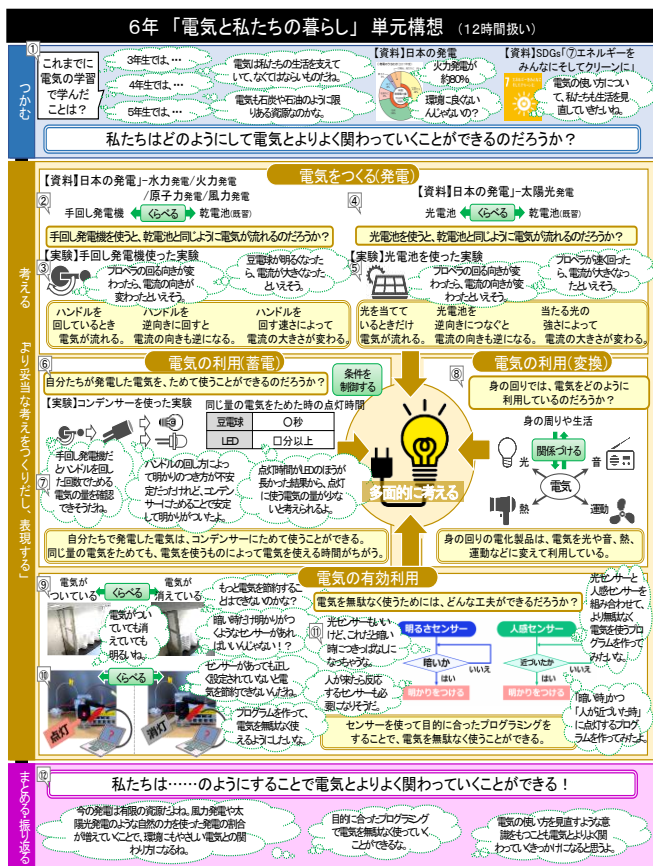 6年 「電気と私たちの暮らし」 単元構想 (12時間扱い)
つかむ
①
これまでに
電気の学習
で学んだ
ことは？
3年生では、…
4年生では、…
5年生では、…
電気は私たちの生活を支えて
いて、なくてはならいものだね。
電気も石炭や石油のように限
りある資源なのかな。
【資料】日本の発電
火力発電が
約80%
環境に良くない
んじゃないの？
【資料】SDGs「⑦エネルギーを
みんなにそしてクリーンに」
電気の使い方につい
て、私たちも生活を見
直していきたいね。
私たちはどのようにして電気とよりよく関わっていくことができるのだろうか？
考える 「より妥当な考えをつくりだし、表現する」
電気をつくる(発電)
【資料】日本の発電-水力発電/火力発電
/原子力発電/風力発電
②
手回し発電機
くらべる
乾電池(既習)
手回し発電機を使うと、乾電池と同じように電気が流れるのだろうか？
③
【実験】手回し発電機使った実験
プロペラの回る向きが変
わったら、電流の向きが
変わったといえそう。
豆電球が明るくなった
ら、電流が大きくなった
といえそう。
ハンドルを
回しているとき
電気が流れる。
ハンドルを
逆向きに回すと
電流の向きも逆になる。
ハンドルを
回す速さによって
電流の大きさが変わる。
【資料】日本の発電-太陽光発電
④
光電池
くらべる
乾電池(既習)
光電池を使うと、乾電池と同じように電気が流れるのだろうか？
⑤
【実験】光電池を使った実験
プロペラの回る向きが変
わったら、電流の向きが
変わったといえそう。
プロペラが速く回った
ら、電流が大きくなっ
たといえそう。
光を当てて
いるときだけ
電気が流れる。
光電池を
逆向きにつなぐと
電流の向きも逆になる。
当たる光の
強さによって
電流の大きさが変わる。
電気の利用(蓄電)
⑥
自分たちが発電した電気を、ためて使うことができるのだろうか？
条件を
制御する
【実験】コンデンサーを使った実験
同じ量の電気をためた時の点灯時間
豆電球 〇秒
LED □分以上
⑦
手回し発電機だ
とハンドルを回し
た回数でためる
電気の量を確認
できそうだね。
ハンドルの回し方によっ
て明かりのつき方が不安
定だったけれど、コンデン
サーにためることで安定
して明かりがついたよ。
点灯時間がLEDのほうが
長かった結果から、点灯
に使う電気の量が少な
いと考えられるよ。
自分たちで発電した電気は、コンデンサーにためて使うことができる。
同じ量の電気をためても、電気を使うものによって電気を使える時間がちがう。
多面的に考える
電気の利用(変換)
⑧
身の回りでは、電気をどのように
利用しているのだろうか？
身の周りや生活
関係づける
光
音
電気
熱
運動
身の回りの電化製品は、電気を光や音、熱、
運動などに変えて利用している。
電気の有効利用
⑨
電気が
ついている
くらべる
電気が
消えている
電気がつ
いていても消
えていても
明るいね。
もっと電気を節約するこ
とはできないのかな？
暗い時だけ明かりがつ
くようなセンサーがあれ
ばいいんじゃない！？
⑩
くらべる
点灯
消灯
センサーがあっても正し
く設定されていないと電
気を節約できないんだね。
プログラムを作って、
電気を無駄なく使
えるようにしたいな。
電気を無駄なく使うためには、どんな工夫ができるだろうか？
⑪
光センサーもいい
けど、これだと暗い
時につきっぱなしに
なっちゃうな。
人が来たら反応
するセンサーも必
要になりそうだ。
明るさセンサー
暗いか
いいえ
はい
明かりをつける
人感センサー
近づいたか
いいえ
はい
明かりをつける
光センサーと
人感センサーを
組み合わせて、
より無駄なく
電気を使うプロ
グラムを作って
みたいな。
「暗い時」かつ
「人が近づいた時」
に点灯するプログ
ラムを作ってみたよ。
センサーを使って目的に合ったプログラミングを
することで、電気を無駄なく使うことができる。
まとめる・振り返る
⑫
私たちは……のようにすることで電気とよりよく関わっていくことができる！
今の発電は有限の資源だよね。風力発電や太
陽光発電のような自然の力を使った発電の割合
が増えていくことで、環境にもやさしい電気との関
わり方になるね。
目的に合ったプログラミング
で電気を無駄なく使っていく
ことができるな。
電気の使い方を見直すような意
識をもつことも電気とよりよく関
わっていくきっかけになると思うよ。